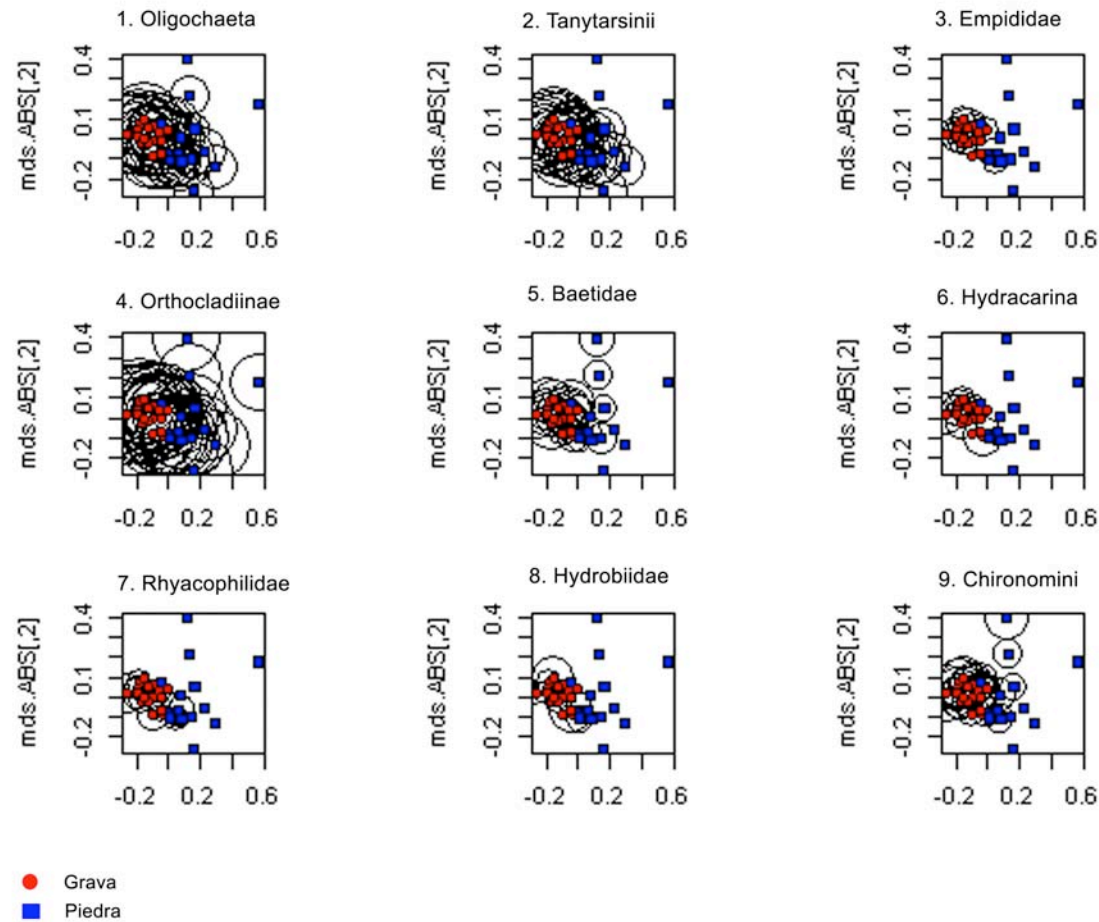 1. Oligochaeta
2. Tanytarsinii
3. Empididae
mds.ABS[,2]
0.4
0.1
-0.2
-0.2 0.2 0.6
mds.ABS[,2]
0.4
0.1
-0.2
-0.2 0.2 0.6
mds.ABS[,2]
0.4
0.1
-0.2
-0.2 0.2 0.6
4. Orthocladiinae
5. Baetidae
6. Hydracarina
mds.ABS[,2]
0.4
0.1
-0.2
-0.2 0.2 0.6
mds.ABS[,2]
0.4
0.1
-0.2
-0.2 0.2 0.6
mds.ABS[,2]
0.4
0.1
-0.2
-0.2 0.2 0.6
7. Rhyacophilidae
8. Hydrobiidae
9. Chironomini
mds.ABS[,2]
0.4
0.1
-0.2
-0.2 0.2 0.6
mds.ABS[,2]
0.4
0.1
-0.2
-0.2 0.2 0.6
mds.ABS[,2]
0.4
0.1
-0.2
-0.2 0.2 0.6
Grava
Piedra